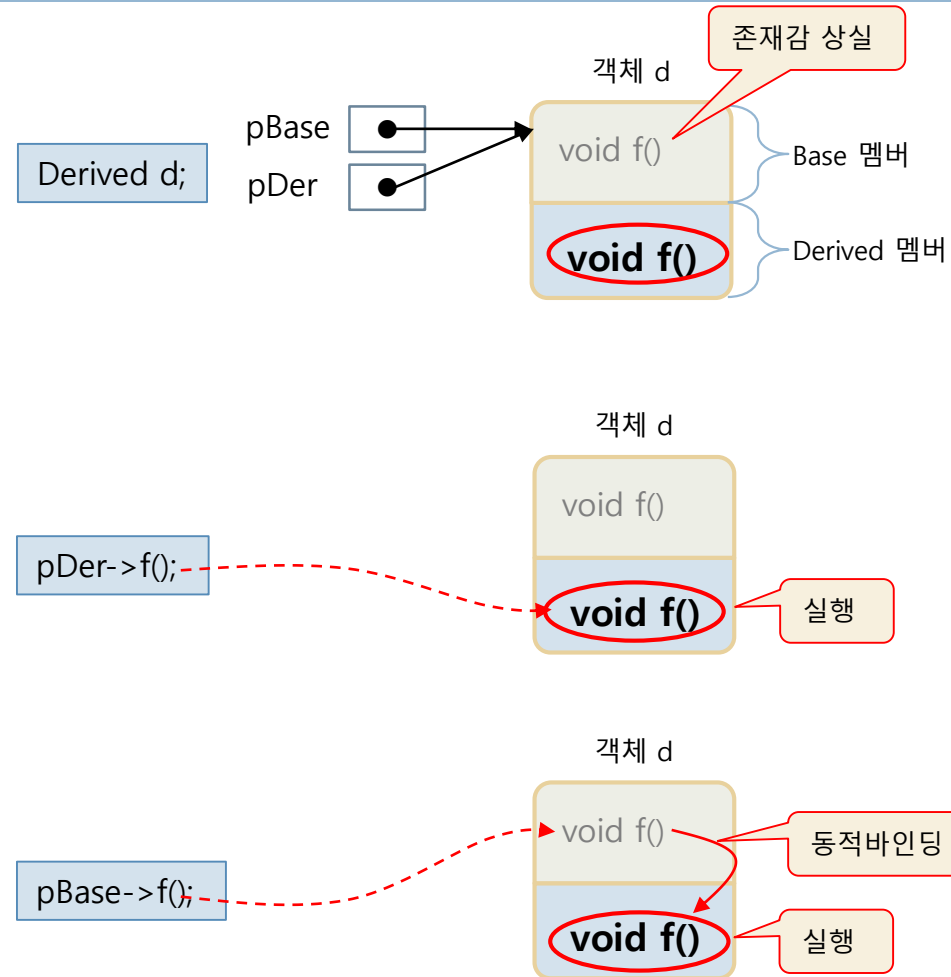 존재감 상실
객체 d
pBase
void f()
Base 멤버
Derived d;
pDer
void f()
Derived 멤버
객체 d
void f()
pDer->f();
void f()
실행
객체 d
void f()
동적바인딩
pBase->f();
void f()
실행